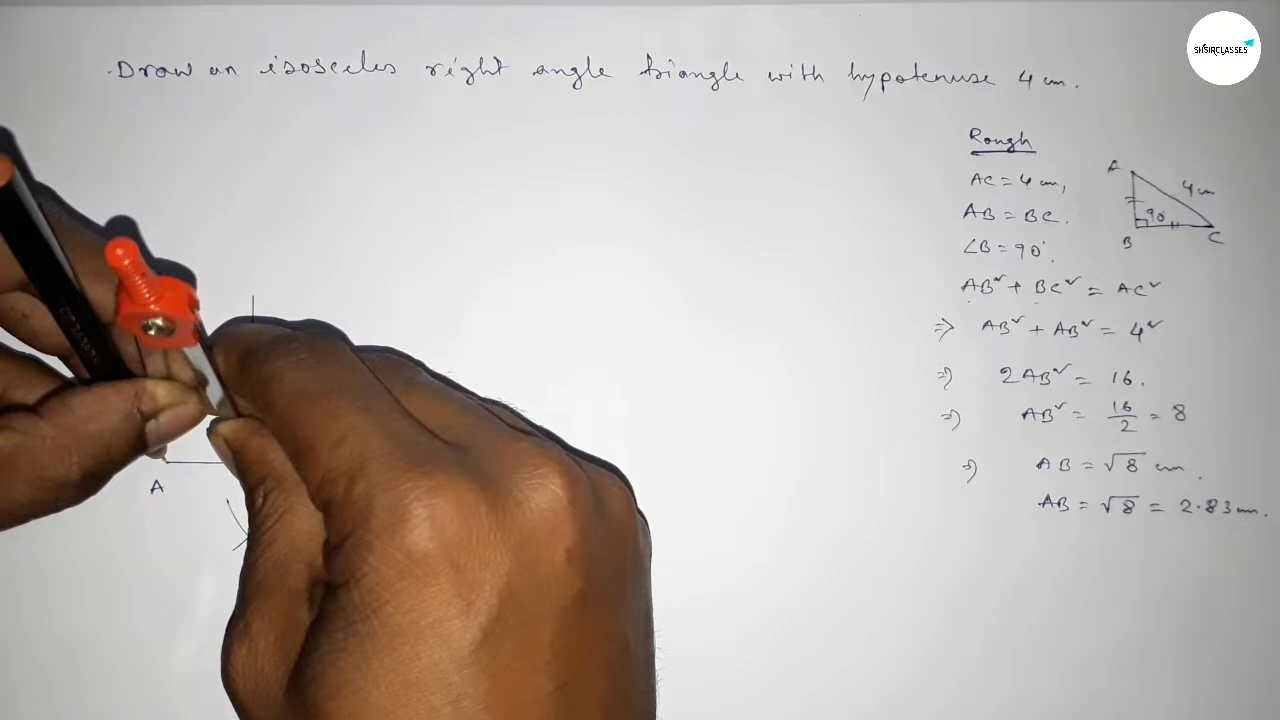 Draw an isosceles right angle triangle with hypotenuse 4 cm.
SHSIRCLASSES
Rough
AC = 4 cm,
AB = BC.
∠B = 90°.
AB² + BC² = AC²
⇒ AB² + AB² = 4²
⇒ 2AB² = 16.
⇒ AB² = 16/2 = 8
⇒ AB = √8 cm.
AB = √8 = 2.83 cm.
A
4 cm
90°
B
C
A